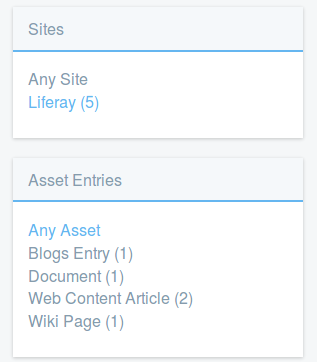 Sites
Any Site
Liferay (5)
Asset Entries
Any Asset
Blogs Entry (1)
Document (1)
Web Content Article (2)
Wiki Page (1)